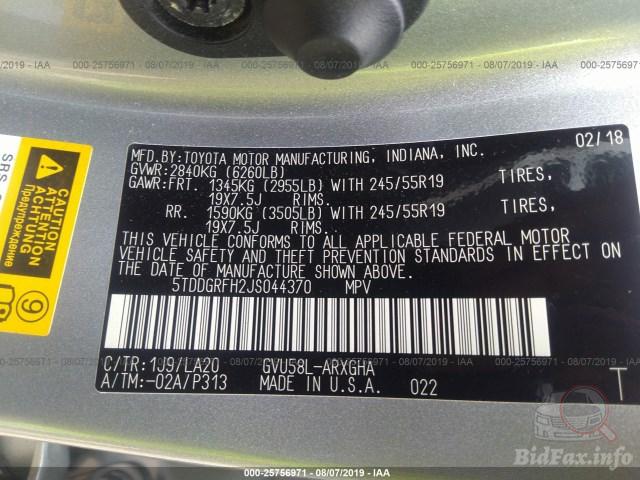 000-25756971 - 08/07/2019 - IAA
MFD.BY:TOYOTA MOTOR MANUFACTURING, INDIANA, INC. 02/18
GVWR:2840KG (6260LB)
GAWR:FRT. 1345KG (2955LB) WITH 245/55R19 TIRES,
19X7.5J RIMS.
RR. 1590KG (3505LB) WITH 245/55R19 TIRES,
19X7.5J RIMS.
THIS VEHICLE CONFORMS TO ALL APPLICABLE FEDERAL MOTOR
VEHICLE SAFETY AND THEFT PREVENTION STANDARDS IN EFFECT ON
THE DATE OF MANUFACTURE SHOWN ABOVE.
5TDDGRFH2JS044370 MPV
C/TR:1J9/LA20 GVU58L-ARXGHA
A/TM:-02A/P313 MADE IN U.S.A. 022
T
CAUTION
ATTENTION
ACHTUNG
Предупреждение
SRS
9
BidFax.info
000-25756971 - 08/07/2019 - IAA